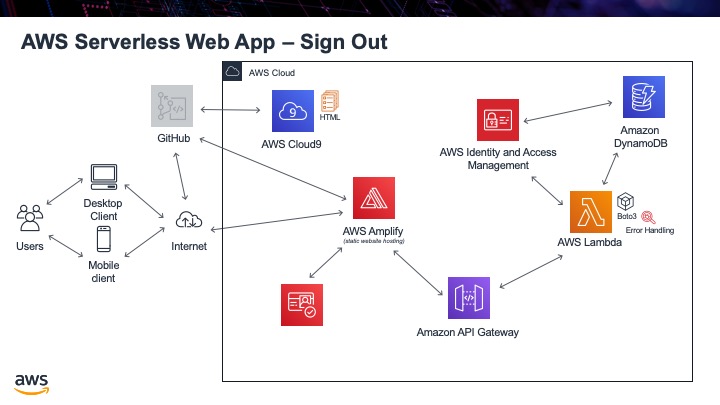 AWS Serverless Web App – Sign Out
AWS Cloud
GitHub
9
AWS Cloud9
HTML
AWS Identity and Access
Management
Amazon
DynamoDB
Users
Desktop
Client
Mobile
client
Internet
AWS Amplify
(static website hosting)
AWS Lambda
Boto3
Error Handling
Amazon API Gateway
aws